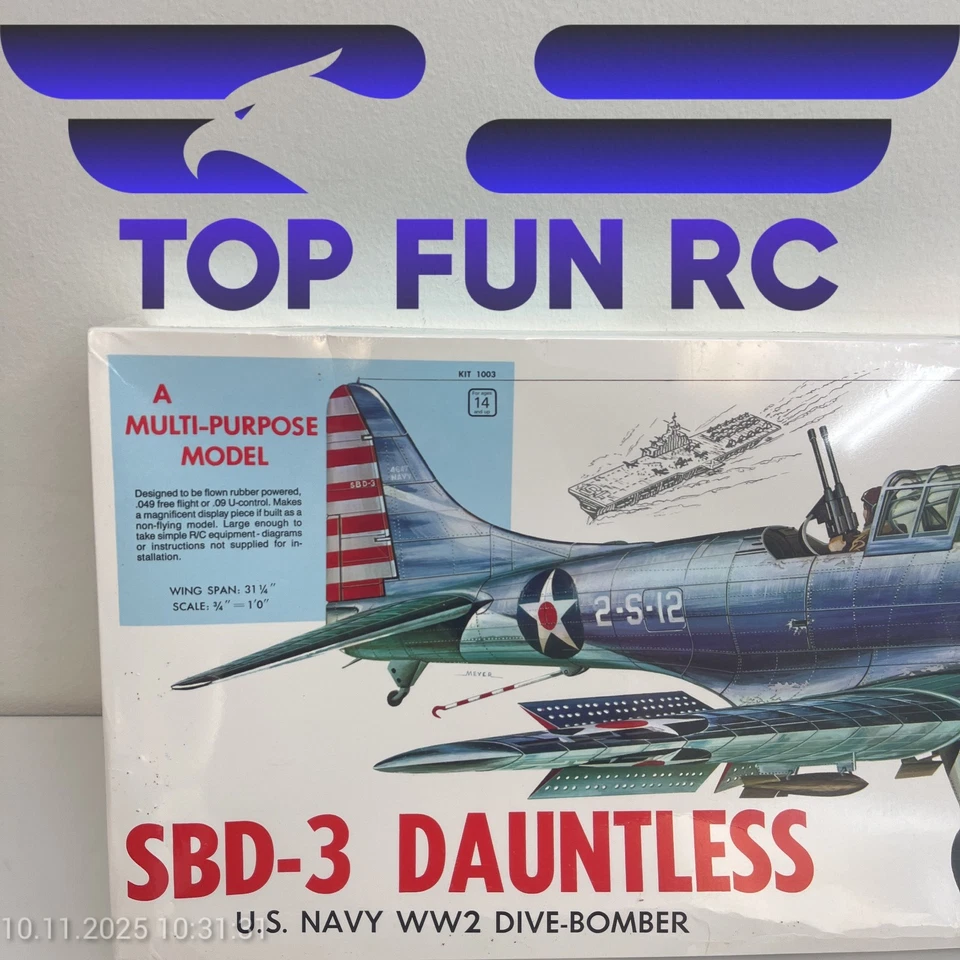 TOP FUN RC
KIT 1003
For ages
14
and up
A
MULTI-PURPOSE
MODEL
Designed to be flown rubber powered,
.049 free flight or .09 U-control. Makes
a magnificent display piece if built as a
non-flying model. Large enough to
take simple R/C equipment - diagrams
or instructions not supplied for in-
stallation.
WING SPAN: 31 ¼"
SCALE: ¾" = 1'0"
NAVY
SBD-3
2-S-12
MEYER
SBD-3 DAUNTLESS
U.S. NAVY WW2 DIVE-BOMBER
10.11.2025 10:31:31